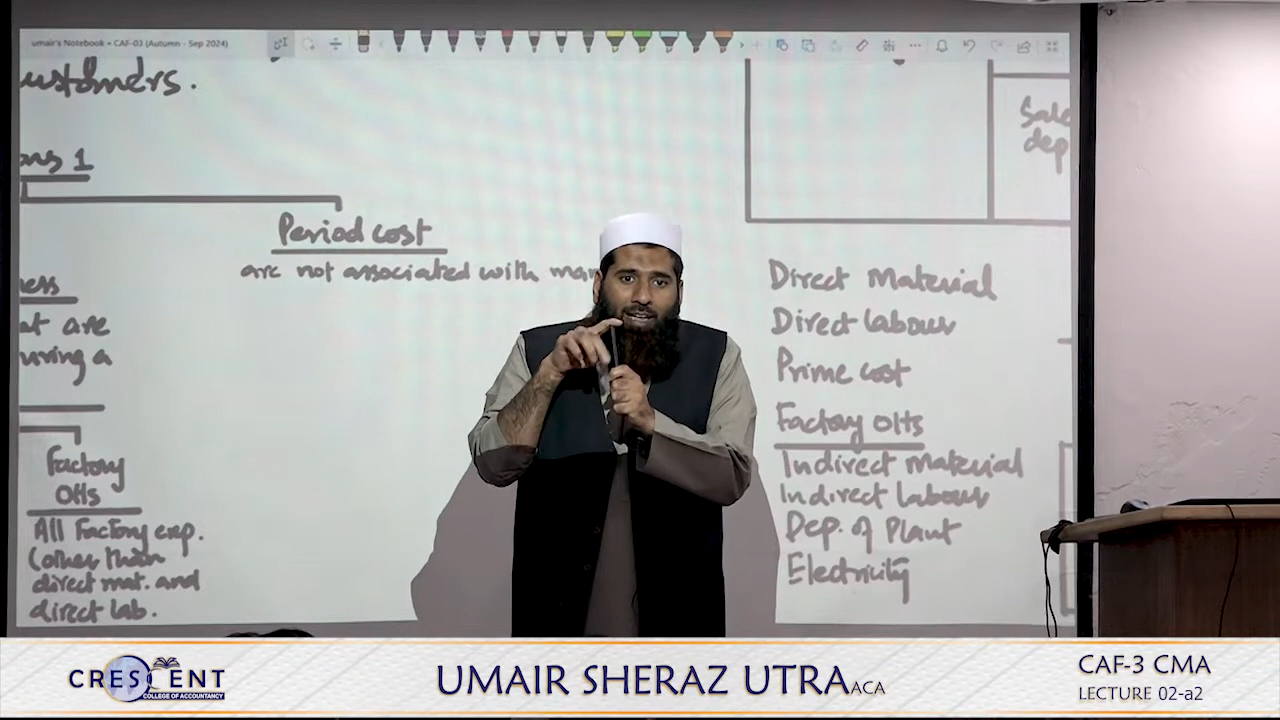 umair's Notebook » CAF-03 (Autumn - Sep 2024)
ustomers.
ons 1
Period cost
are not associated with man
ess
at are
uring a
Factory
OHs
All Factory exp.
(other than
direct mat. and
direct lab.
Sale
dep
Direct Material
Direct labour
Prime cost
Factory OHs
Indirect Material
Indirect labour
Dep. of Plant
Electricity
CRESCENT
COLLEGE OF ACCOUNTANCY
UMAIR SHERAZ UTRA ACA
CAF-3 CMA
LECTURE 02-a2